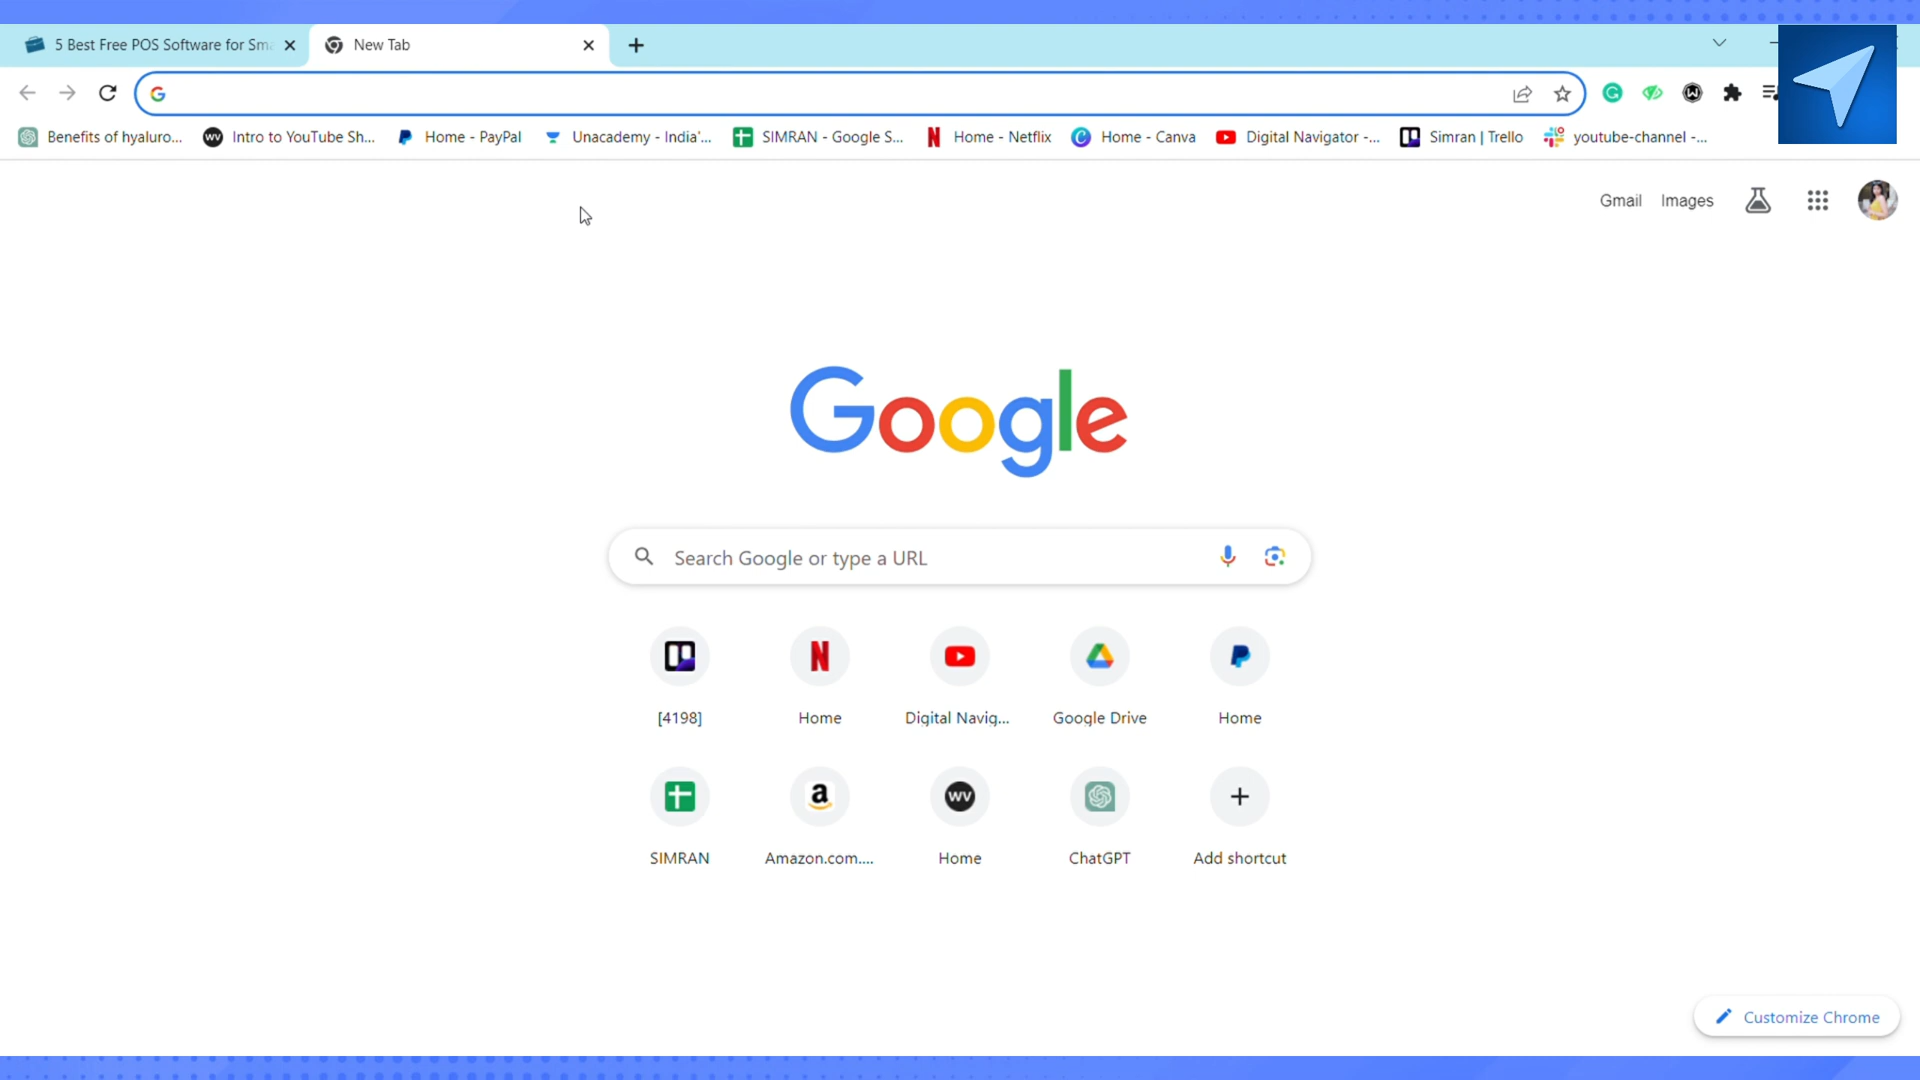 5 Best Free POS Software for Sma
New Tab
Benefits of hyaluro...
Intro to YouTube Sh...
Home - PayPal
Unacademy - India'...
SIMRAN - Google S...
Home - Netflix
Home - Canva
Digital Navigator -...
Simran | Trello
youtube-channel -...
Gmail
Images
Google
Search Google or type a URL
[4198]
Home
Digital Navig...
Google Drive
Home
SIMRAN
Amazon.com....
Home
ChatGPT
Add shortcut
Customize Chrome